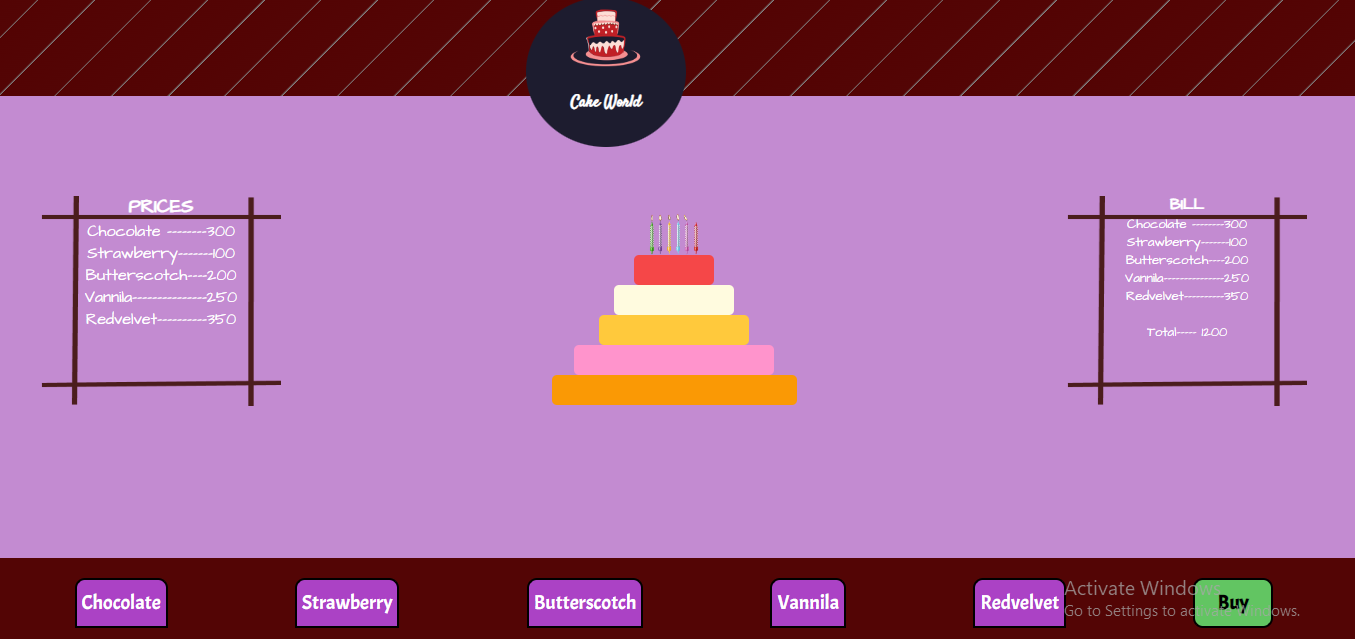 Cake World
PRICES
Chocolate --------300
Strawberry-------100
Butterscotch----200
Vannila---------------250
Redvelvet----------350
BILL
Chocolate --------300
Strawberry-------100
Butterscotch----200
Vannila---------------250
Redvelvet----------350
Total----- 1200
Chocolate
Strawberry
Butterscotch
Vannila
Redvelvet
Buy
Activate Windows
Go to Settings to activate Windows.